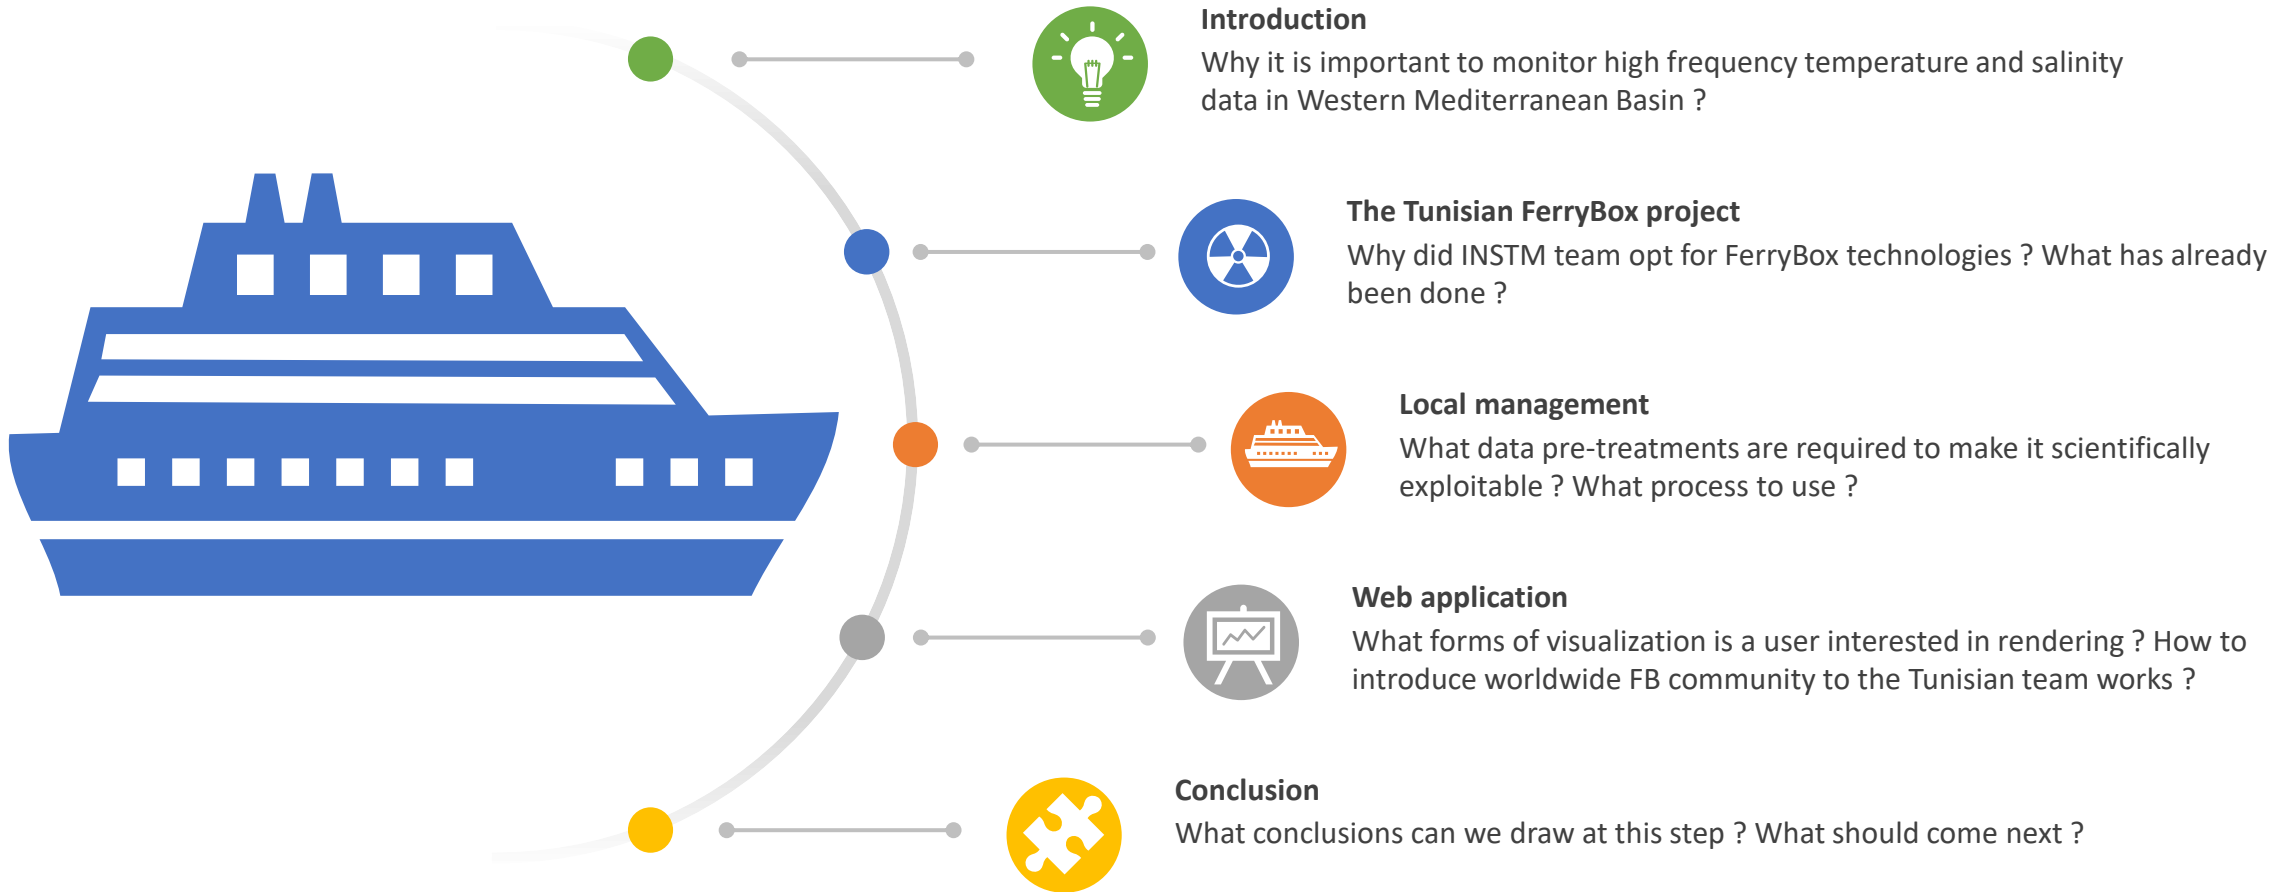 Introduction
Why it is important to monitor high frequency temperature and salinity
data in Western Mediterranean Basin ?
The Tunisian FerryBox project
Why did INSTM team opt for FerryBox technologies ? What has already
been done ?
Local management
What data pre-treatments are required to make it scientifically
exploitable ? What process to use ?
Web application
What forms of visualization is a user interested in rendering ? How to
introduce worldwide FB community to the Tunisian team works ?
Conclusion
What conclusions can we draw at this step ? What should come next ?